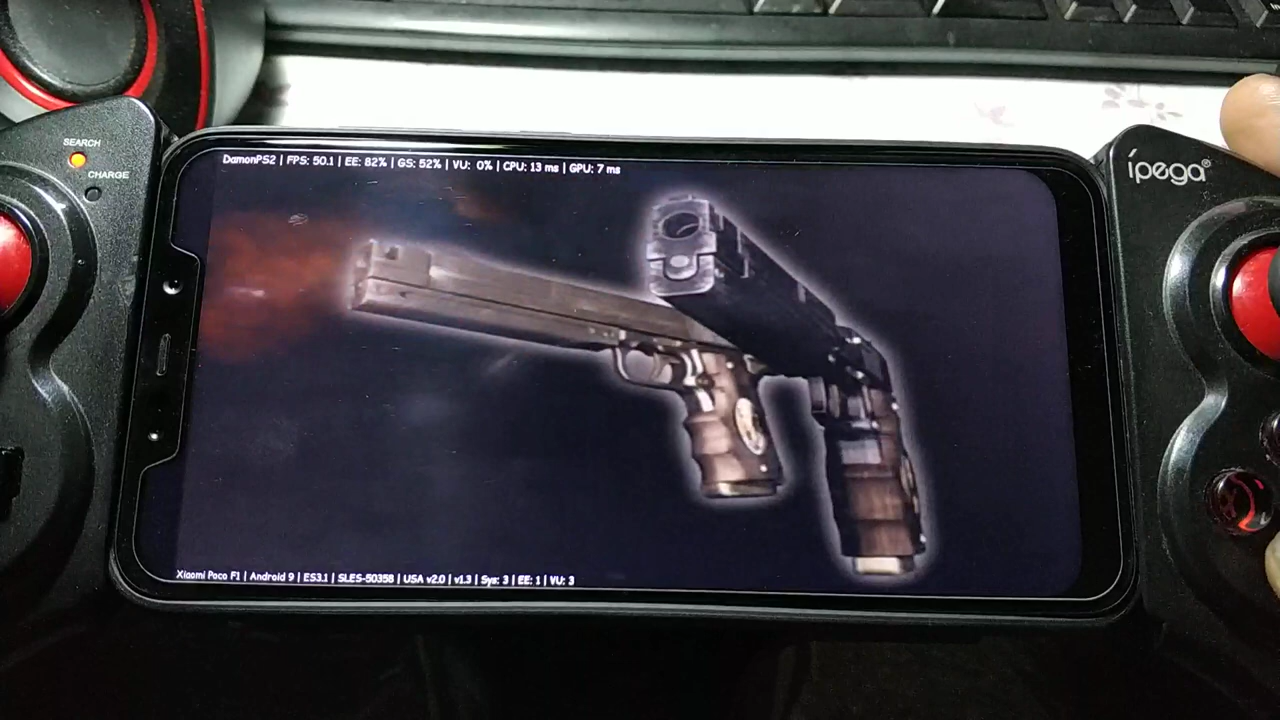 SEARCH
CHARGE
DamonPS2 | FPS: 50.1 | EE: 82% | GS: 52% | VU: 0% | CPU: 13 ms | GPU: 7 ms
ípega®
Xiaomi Poco F1 | Android 9 | ES3.1 | SLES-50358 | USA v2.0 | v1.3 | Sys: 3 | EE: 1 | VU: 3